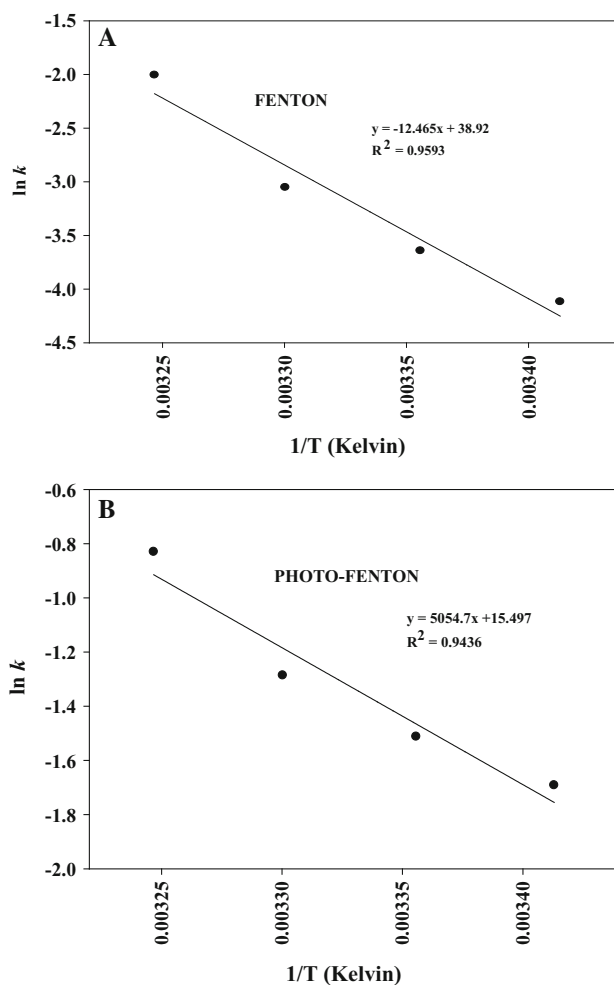 A
FENTON
y = -12.465x + 38.92
R² = 0.9593
ln k
-1.5
-2.0
-2.5
-3.0
-3.5
-4.0
-4.5
0.00325
0.00330
0.00335
0.00340
1/T (Kelvin)
B
PHOTO-FENTON
y = 5054.7x +15.497
R² = 0.9436
ln k
-0.6
-0.8
-1.0
-1.2
-1.4
-1.6
-1.8
-2.0
0.00325
0.00330
0.00335
0.00340
1/T (Kelvin)